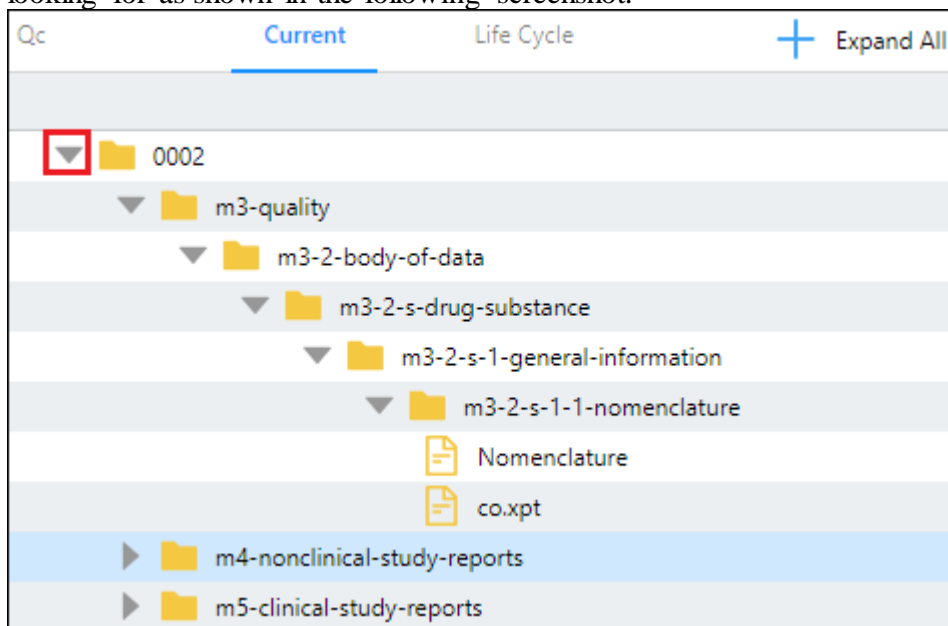 looking for as shown in the following screenshot.
Qc Current Life Cycle Expand All
0002
m3-quality
m3-2-body-of-data
m3-2-s-drug-substance
m3-2-s-1-general-information
m3-2-s-1-1-nomenclature
Nomenclature
co.xpt
m4-nonclinical-study-reports
m5-clinical-study-reports